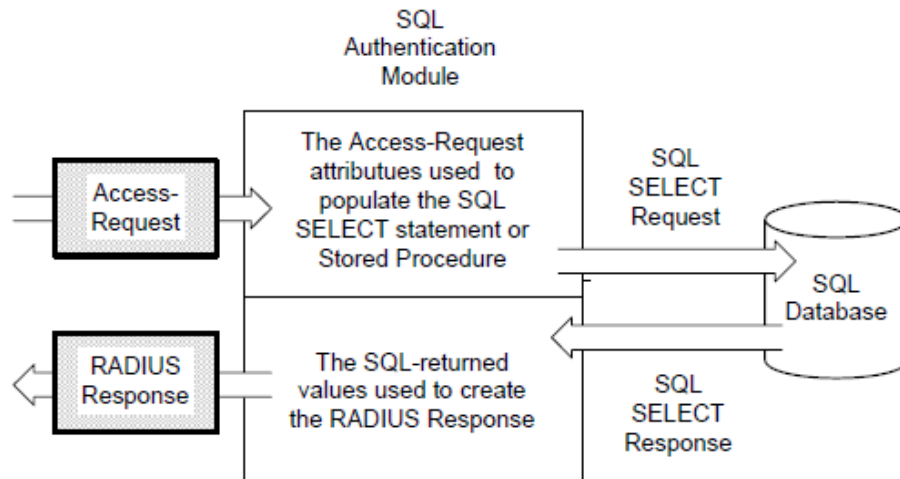 SQL
Authentication
Module
The Access-Request
attributues used to
populate the SQL
SELECT statement or
Stored Procedure
Access-
Request
SQL
SELECT
Request
SQL
Database
RADIUS
Response
The SQL-returned
values used to create
the RADIUS Response
SQL
SELECT
Response